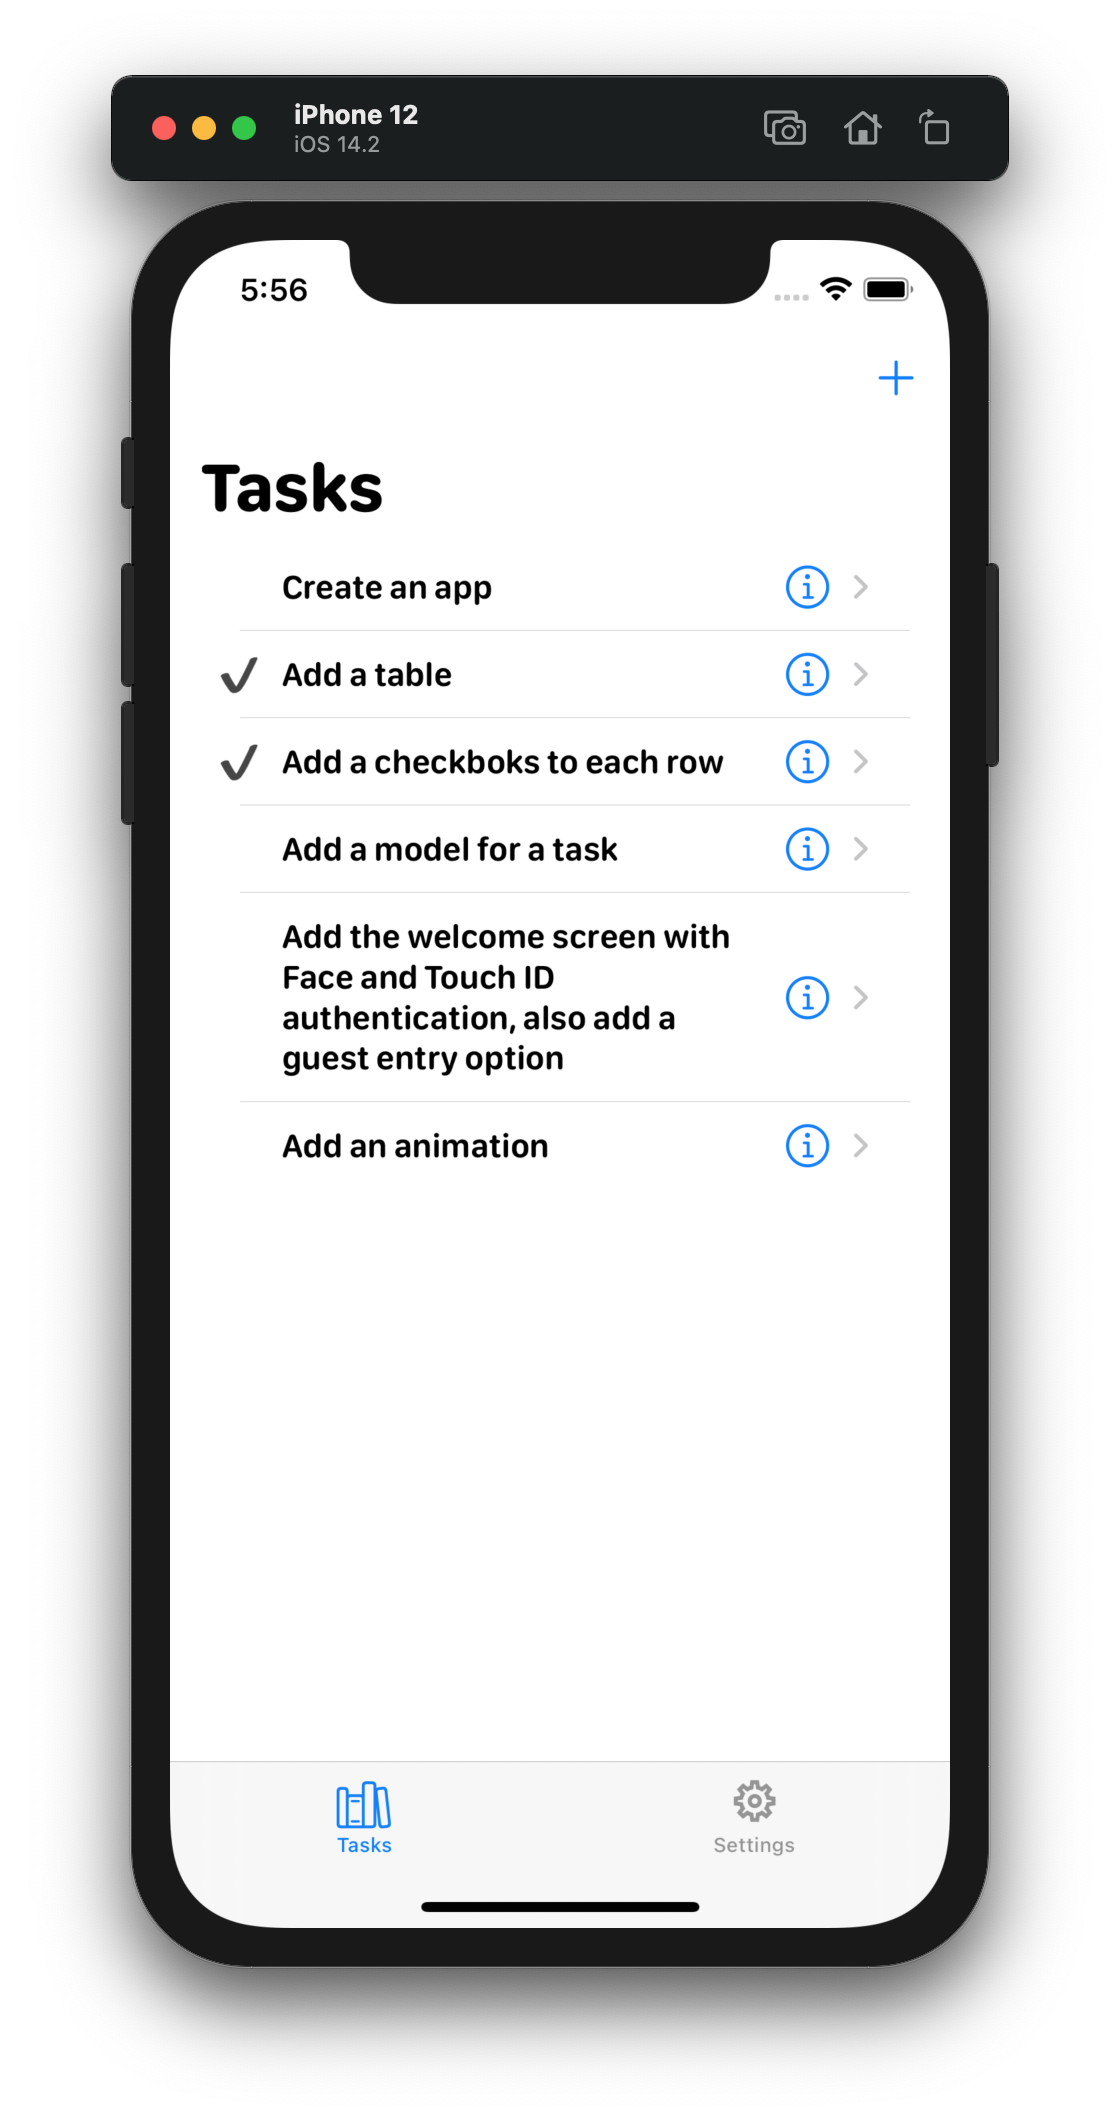 iPhone 12
iOS 14.2
5:56
Tasks
Create an app
Add a table
Add a checkboks to each row
Add a model for a task
Add the welcome screen with
Face and Touch ID
authentication, also add a
guest entry option
Add an animation
Tasks
Settings